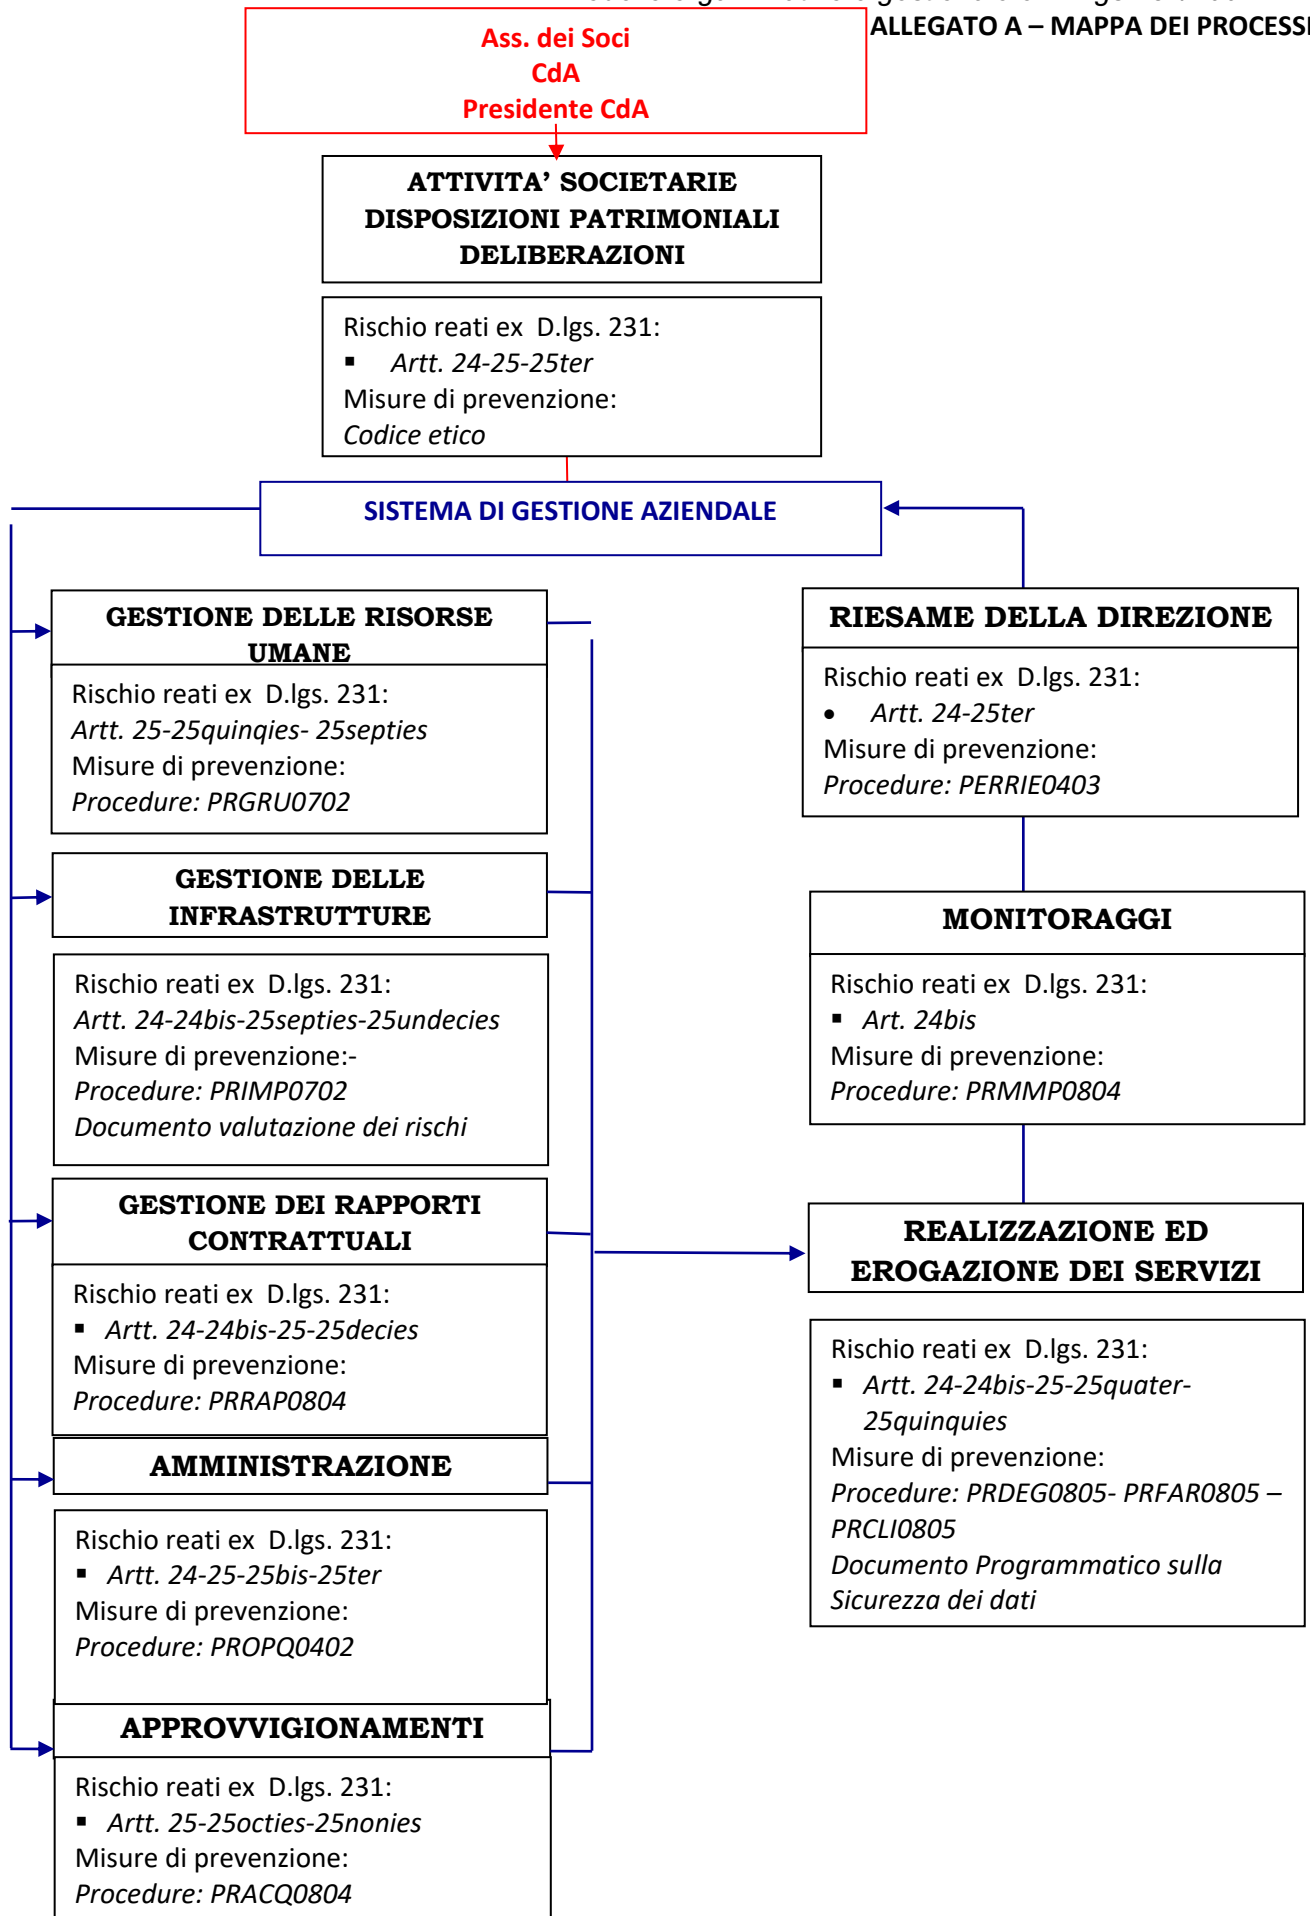 ALLEGATO A – MAPPA DEI PROCESSI
Ass. dei Soci
CdA
Presidente CdA
ATTIVITA’ SOCIETARIE
DISPOSIZIONI PATRIMONIALI
DELIBERAZIONI
Rischio reati ex D.lgs. 231:
▪ Artt. 24-25-25ter
Misure di prevenzione:
Codice etico
SISTEMA DI GESTIONE AZIENDALE
GESTIONE DELLE RISORSE
UMANE
Rischio reati ex D.lgs. 231:
Artt. 25-25quinqies- 25septies
Misure di prevenzione:
Procedure: PRGRU0702
GESTIONE DELLE
INFRASTRUTTURE
Rischio reati ex D.lgs. 231:
Artt. 24-24bis-25septies-25undecies
Misure di prevenzione:-
Procedure: PRIMP0702
Documento valutazione dei rischi
GESTIONE DEI RAPPORTI
CONTRATTUALI
Rischio reati ex D.lgs. 231:
▪ Artt. 24-24bis-25-25decies
Misure di prevenzione:
Procedure: PRRAP0804
AMMINISTRAZIONE
Rischio reati ex D.lgs. 231:
▪ Artt. 24-25-25bis-25ter
Misure di prevenzione:
Procedure: PROPQ0402
APPROVVIGIONAMENTI
Rischio reati ex D.lgs. 231:
▪ Artt. 25-25octies-25nonies
Misure di prevenzione:
Procedure: PRACQ0804
RIESAME DELLA DIREZIONE
Rischio reati ex D.lgs. 231:
• Artt. 24-25ter
Misure di prevenzione:
Procedure: PERRIE0403
MONITORAGGI
Rischio reati ex D.lgs. 231:
▪ Art. 24bis
Misure di prevenzione:
Procedure: PRMMP0804
REALIZZAZIONE ED
EROGAZIONE DEI SERVIZI
Rischio reati ex D.lgs. 231:
▪ Artt. 24-24bis-25-25quater-
25quinquies
Misure di prevenzione:
Procedure: PRDEG0805- PRFAR0805 –
PRCLI0805
Documento Programmatico sulla
Sicurezza dei dati